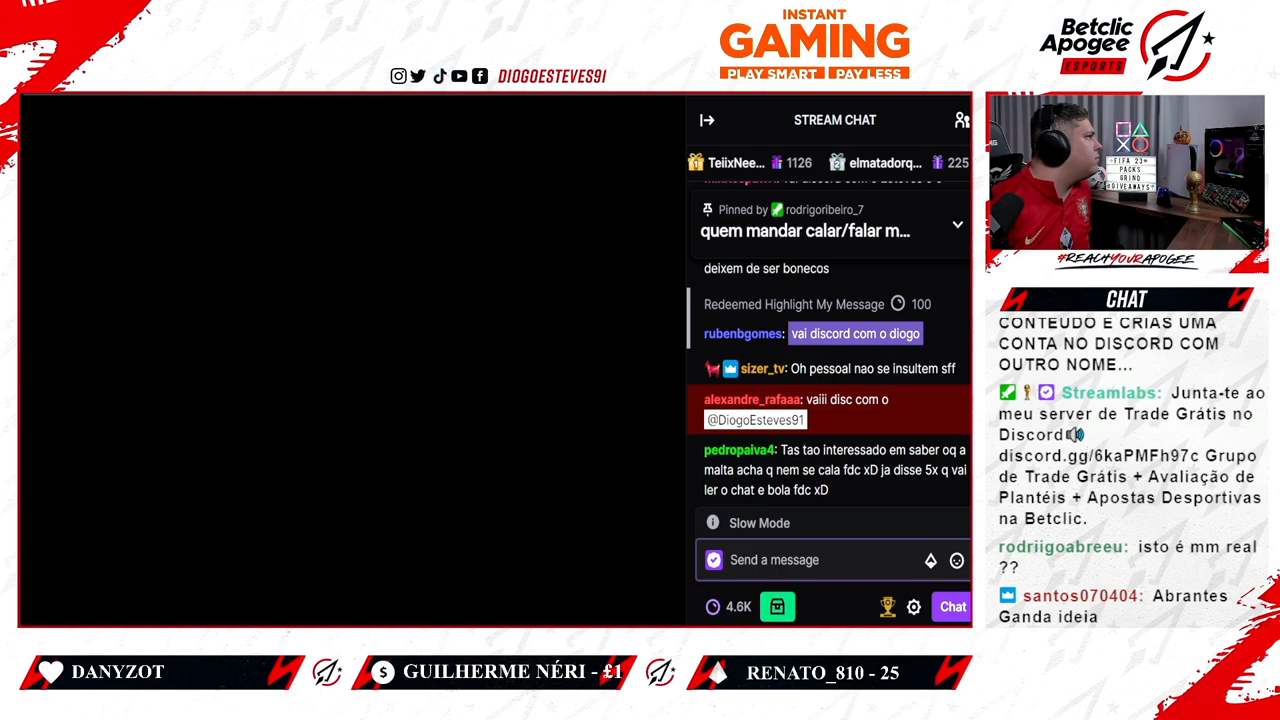 INSTANT
GAMING
PLAY SMART | PAY LESS
Betclic
Apogee
ESPORTS
DIOGOESTEVES91
STREAM CHAT
TeiixNee... 1126 elmatadorq... 225
Pinned by rodrigoribeiro_7
quem mandar calar/falar m...
deixem de ser bonecos
Redeemed Highlight My Message 100
rubenbgomes: vai discord com o diogo
sizer_tv: Oh pessoal nao se insultem sff
alexandre_rafaaa: vaiii disc com o
@DiogoEsteves91
pedropaiva4: Tas tao interessado em saber oq a
malta acha q nem se cala fdc xD ja disse 5x q vai
ler o chat e bola fdc xD
Slow Mode
Send a message
4.6K
Chat
FIFA 23
PACKS
GRIND
GIVEAWAYS
#REACHYOURAPOGEE
CHAT
CONTEUDO E CRIAS UMA
CONTA NO DISCORD COM
OUTRO NOME...
Streamlabs: Junta-te ao
meu server de Trade Grátis no
Discord
discord.gg/6kaPMFh97c Grupo
de Trade Grátis + Avaliação de
Plantéis + Apostas Desportivas
na Betclic.
rodriigoabreeu: isto é mm real
??
santos070404: Abrantes
Ganda ideia
DANYZOT
GUILHERME NÉRI - £1
RENATO_810 - 25